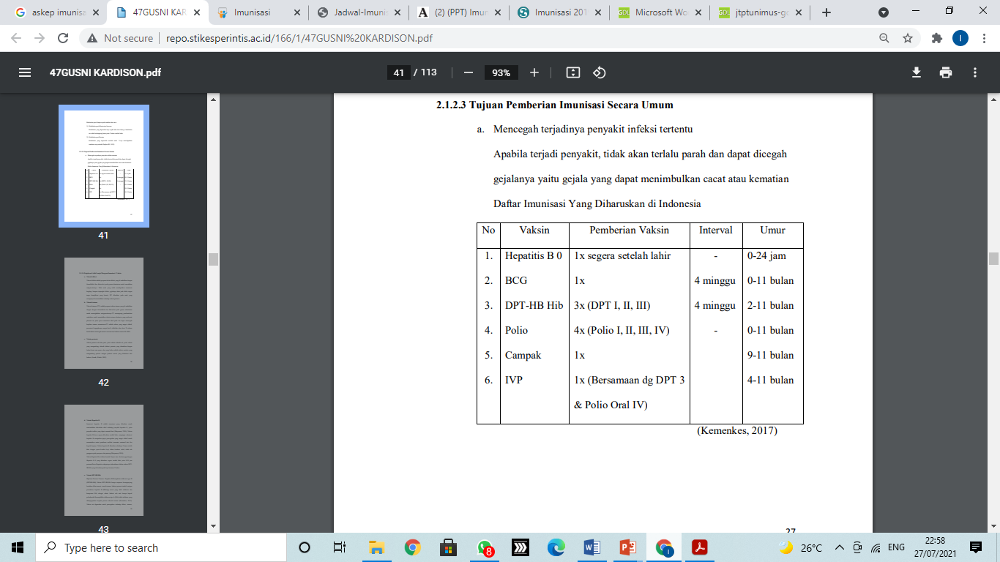 askep imunisa
47GUSNI KAR
Imunisasi
Jadwal-Imunis
(2) (PPT) Imun
Imunisasi 201
Microsoft Wo
jtptunimus-gd
Not secure | repo.stikesperintis.ac.id/166/1/47GUSNI%20KARDISON.pdf
47GUSNI KARDISON.pdf
41 / 113
93%
2.1.2.3 Tujuan Pemberian Imunisasi Secara Umum
a. Mencegah terjadinya penyakit infeksi tertentu
Apabila terjadi penyakit, tidak akan terlalu parah dan dapat dicegah
gejalanya yaitu gejala yang dapat menimbulkan cacat atau kematian
Daftar Imunisasi Yang Diharuskan di Indonesia
No Vaksin Pemberian Vaksin Interval Umur
1. Hepatitis B 0 1x segera setelah lahir - 0-24 jam
2. BCG 1x 4 minggu 0-11 bulan
3. DPT-HB Hib 3x (DPT I, II, III) 4 minggu 2-11 bulan
4. Polio 4x (Polio I, II, III, IV) - 0-11 bulan
5. Campak 1x 9-11 bulan
6. IVP 1x (Bersamaan dg DPT 3 4-11 bulan
& Polio Oral IV)
(Kemenkes, 2017)
27
41
42
43
Type here to search
8
26°C
ENG
22:58
27/07/2021